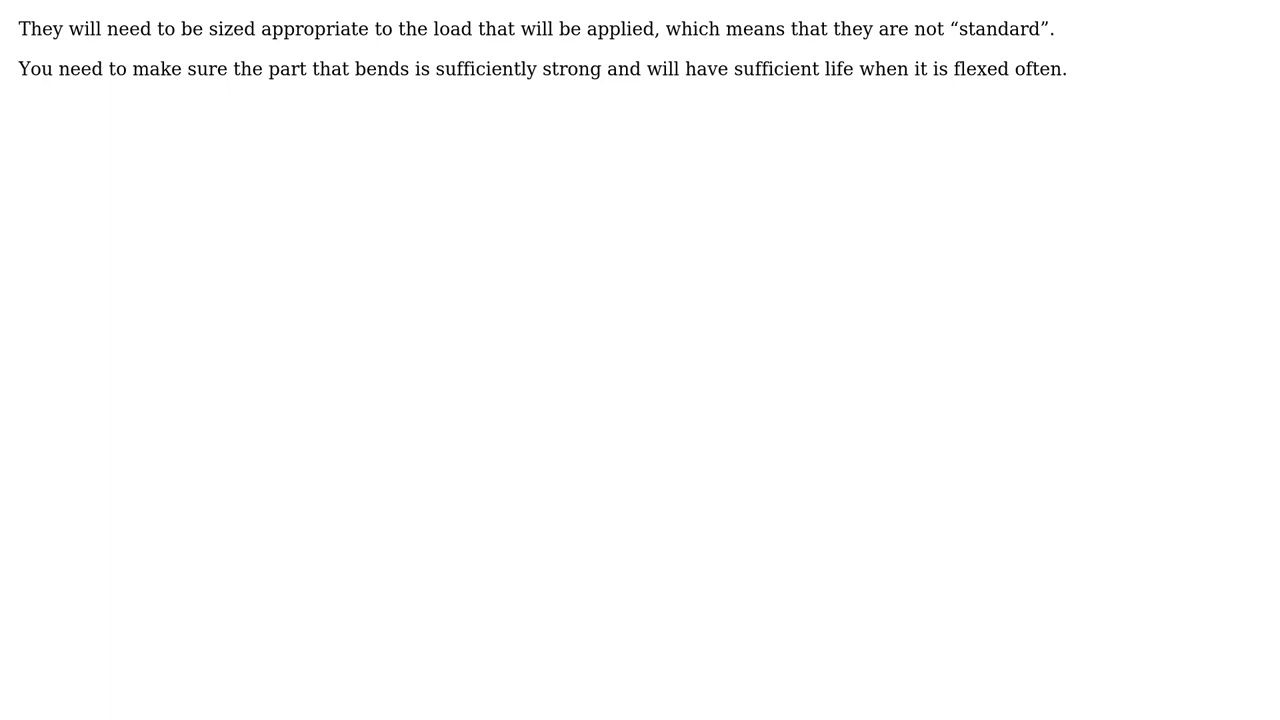 They will need to be sized appropriate to the load that will be applied, which means that they are not “standard”.
You need to make sure the part that bends is sufficiently strong and will have sufficient life when it is flexed often.